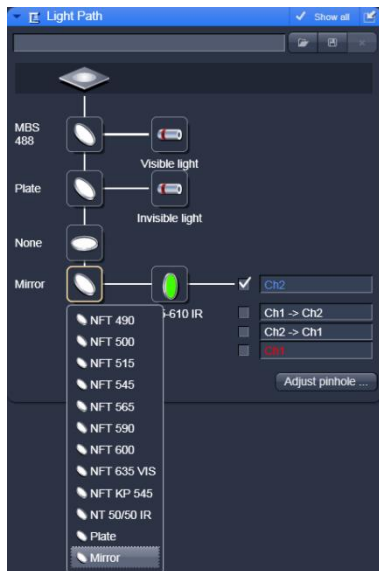 Light Path
Show all
MBS
488
Visible light
Plate
Invisible light
None
Mirror
-610 IR
Ch2
Ch1 -> Ch2
Ch2 -> Ch1
Ch1
Adjust pinhole ...
NFT 490
NFT 500
NFT 515
NFT 545
NFT 565
NFT 590
NFT 600
NFT 635 VIS
NFT KP 545
NT 50/50 IR
Plate
Mirror